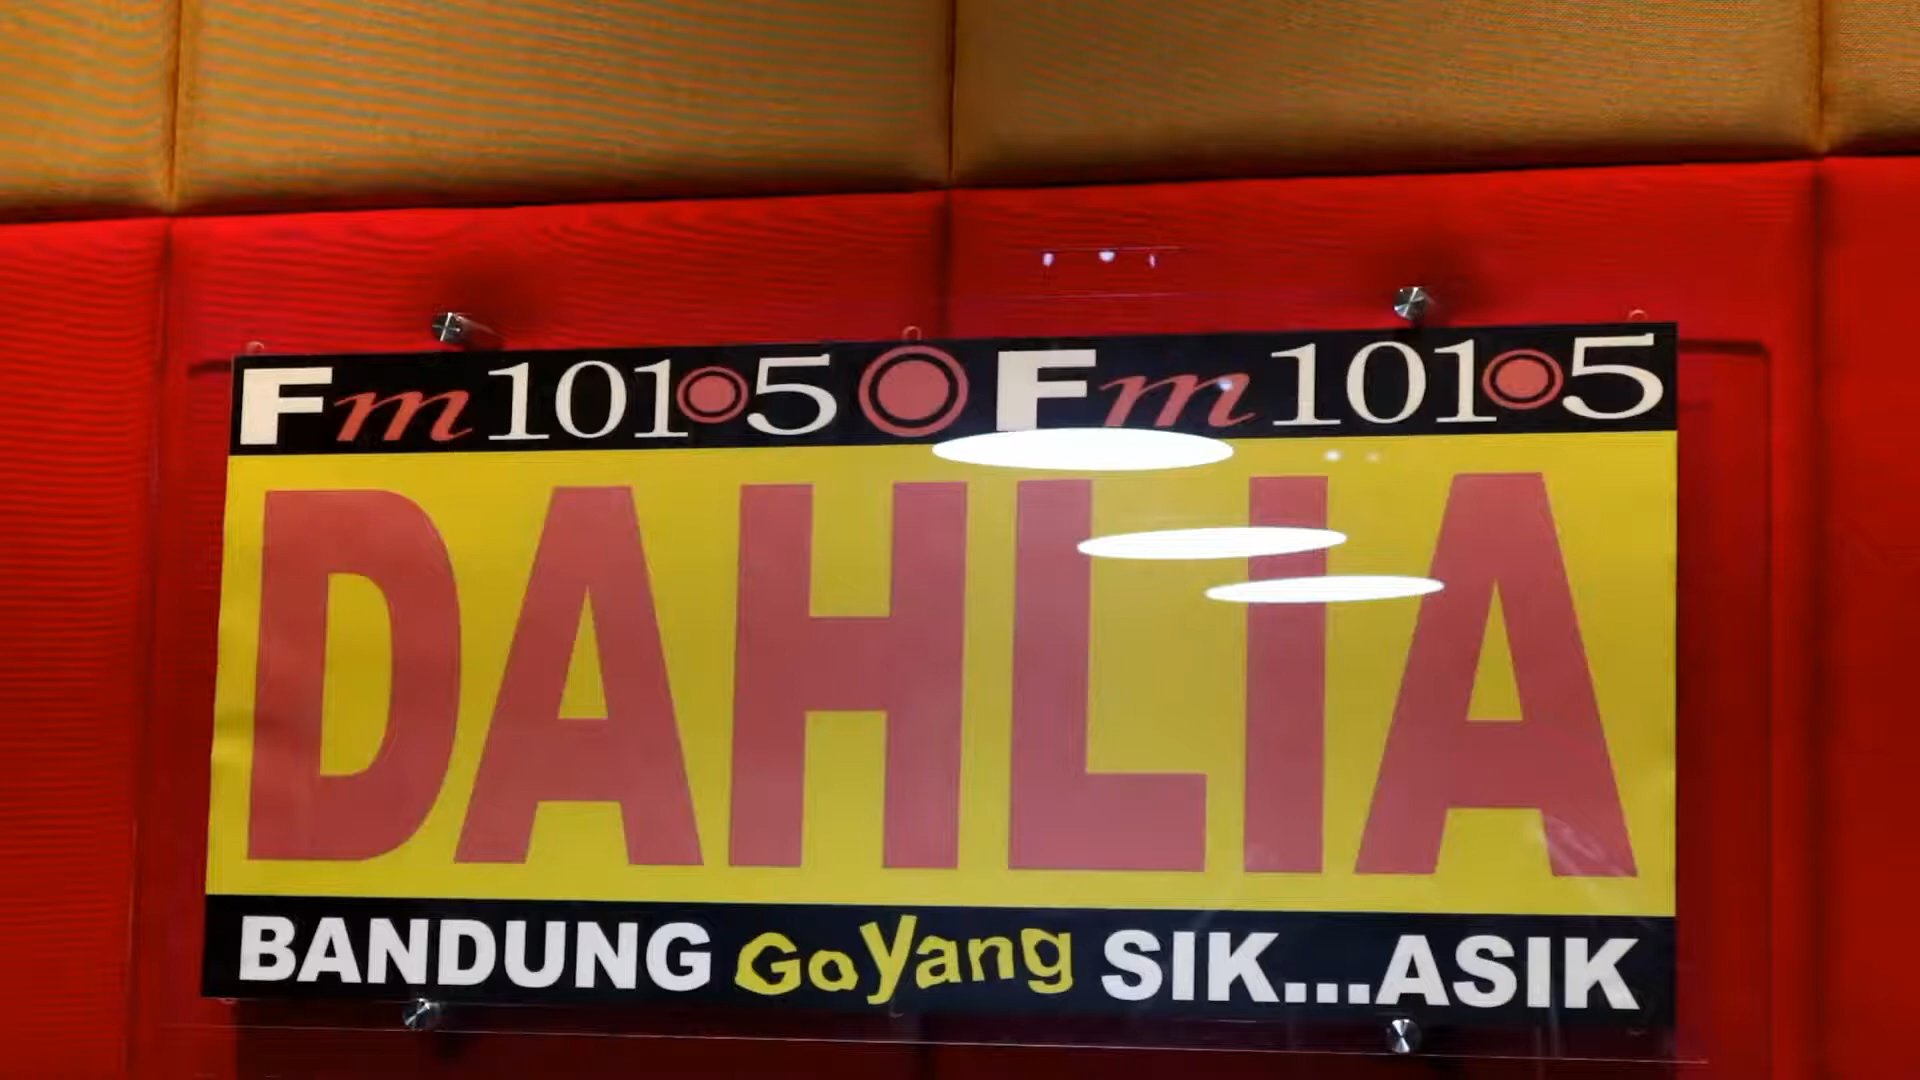 Fm 101•5 • Fm 101•5
DAHLIA
BANDUNG GoYang SIK...ASIK